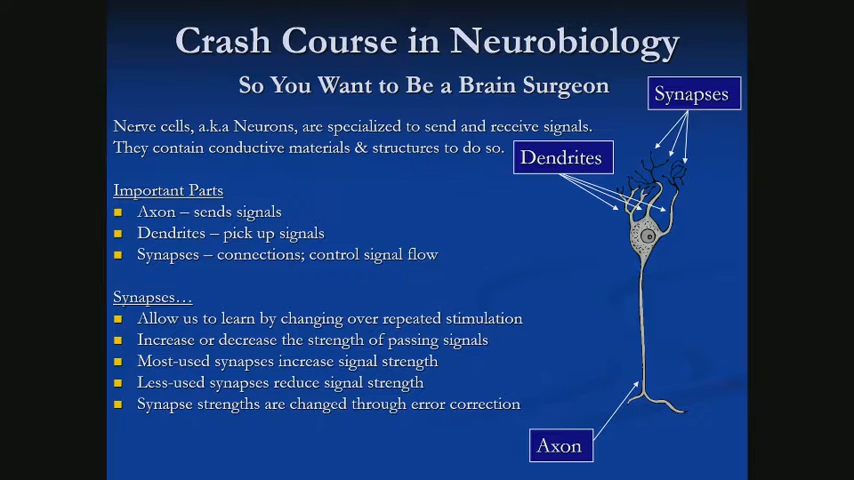 Crash Course in Neurobiology
So You Want to Be a Brain Surgeon
Synapses
Nerve cells, a.k.a Neurons, are specialized to send and receive signals.
They contain conductive materials & structures to do so.
Dendrites
Important Parts
Axon – sends signals
Dendrites – pick up signals
Synapses – connections; control signal flow
Synapses…
Allow us to learn by changing over repeated stimulation
Increase or decrease the strength of passing signals
Most-used synapses increase signal strength
Less-used synapses reduce signal strength
Synapse strengths are changed through error correction
Axon